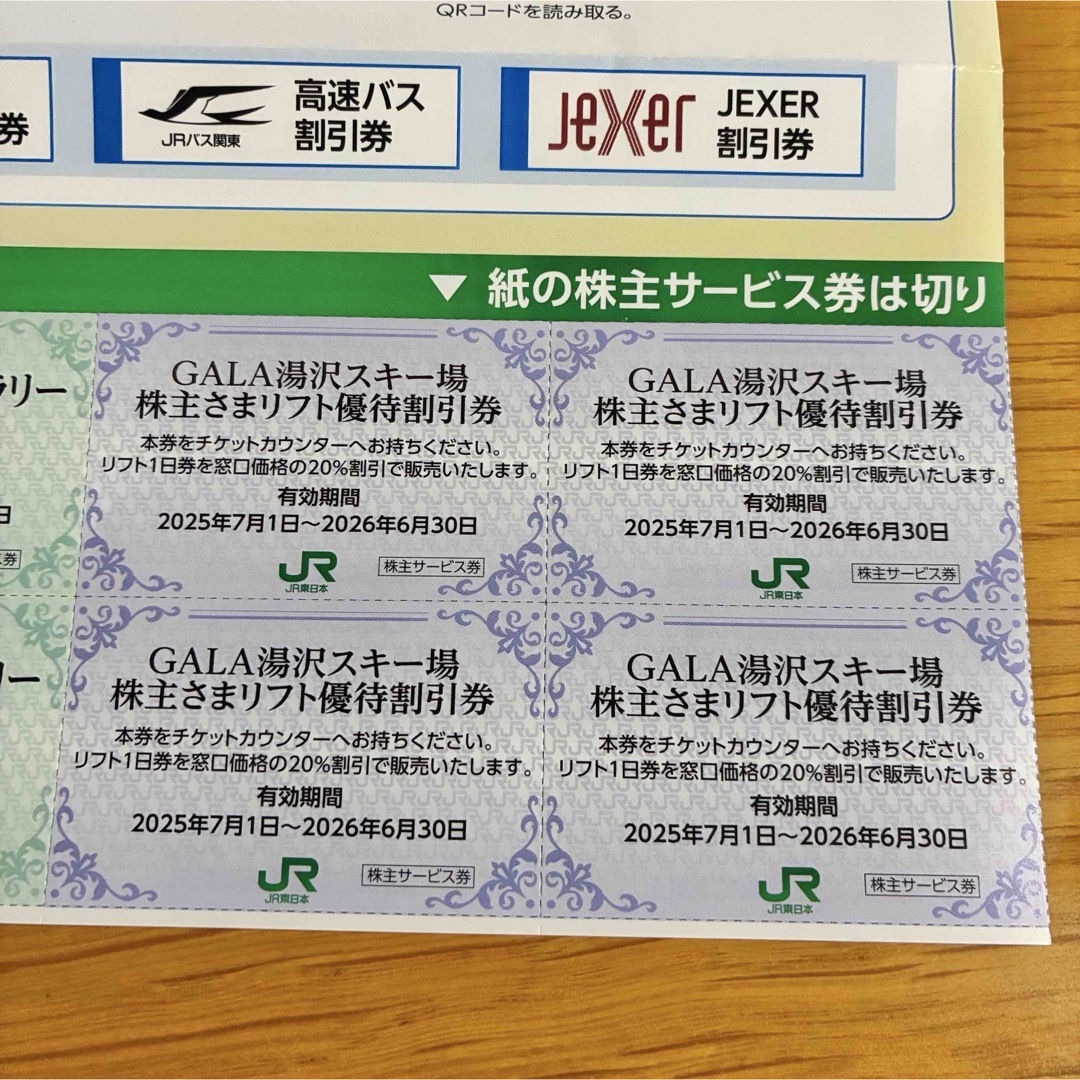 QRコードを読み取る。
券
JRバス関東
高速バス
割引券
JEXER
JEXER
割引券
▼ 紙の株主サービス券は切り
ラリー
日
券
GALA湯沢スキー場
株主さまリフト優待割引券
本券をチケットカウンターへお持ちください。
リフト1日券を窓口価格の20%割引で販売いたします。
有効期間
2025年7月1日〜2026年6月30日
JR
JR東日本
株主サービス券
GALA湯沢スキー場
株主さまリフト優待割引券
本券をチケットカウンターへお持ちください。
リフト1日券を窓口価格の20%割引で販売いたします。
有効期間
2025年7月1日〜2026年6月30日
JR
JR東日本
株主サービス券
リー
GALA湯沢スキー場
株主さまリフト優待割引券
本券をチケットカウンターへお持ちください。
リフト1日券を窓口価格の20%割引で販売いたします。
有効期間
2025年7月1日〜2026年6月30日
JR
JR東日本
株主サービス券
GALA湯沢スキー場
株主さまリフト優待割引券
本券をチケットカウンターへお持ちください。
リフト1日券を窓口価格の20%割引で販売いたします。
有効期間
2025年7月1日〜2026年6月30日
JR
JR東日本
株主サービス券